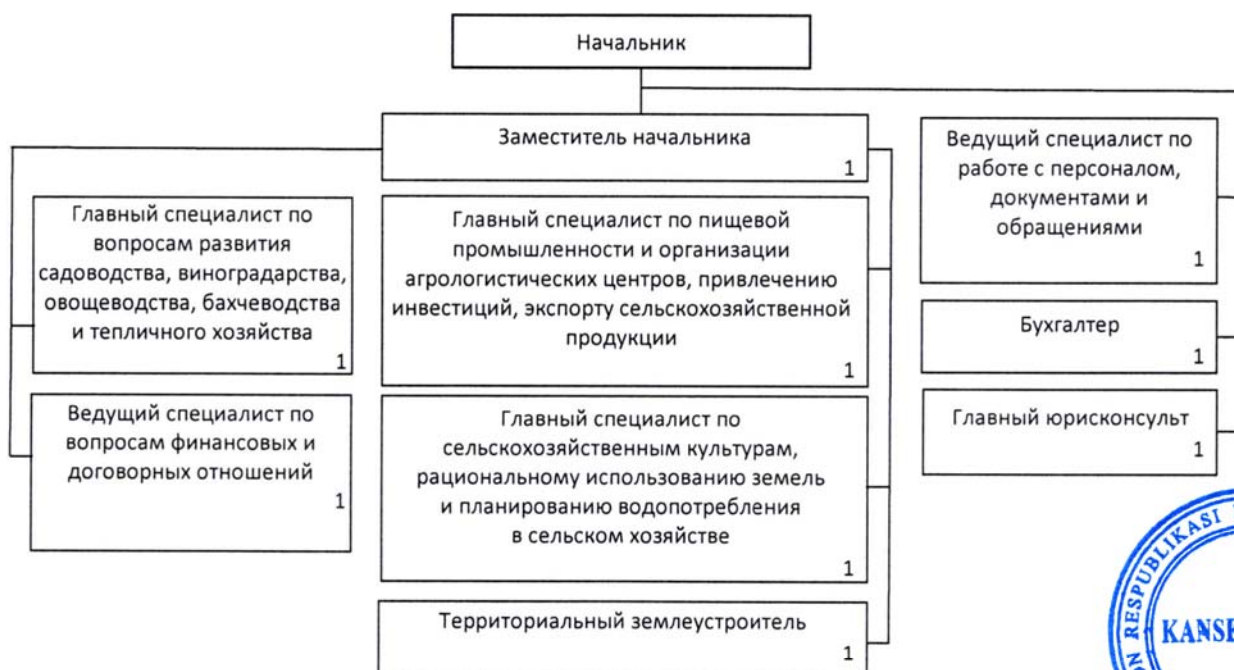 Начальник
Заместитель начальника
1
Главный специалист по
вопросам развития
садоводства, виноградарства,
овощеводства, бахчеводства
и тепличного хозяйства
1
Ведущий специалист по
вопросам финансовых и
договорных отношений
1
Главный специалист по пищевой
промышленности и организации
агрологистических центров, привлечению
инвестиций, экспорту сельскохозяйственной
продукции
1
Главный специалист по
сельскохозяйственным культурам,
рациональному использованию земель
и планированию водопотребления
в сельском хозяйстве
1
Территориальный землеустроитель
1
Ведущий специалист по
работе с персоналом,
документами и
обращениями
1
Бухгалтер
1
Главный юрисконсульт
1
RESPUBLIKASI